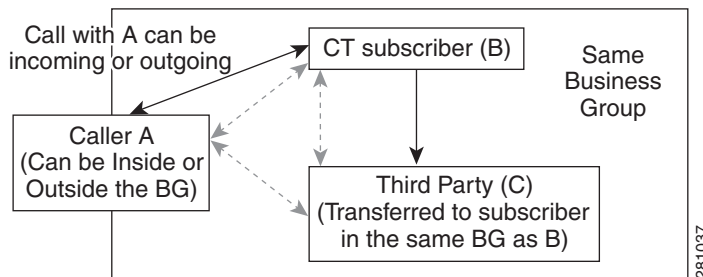 Call with A can be
incoming or outgoing
CT subscriber (B)
Same
Business
Group
Caller A
(Can be Inside or
Outside the BG)
Third Party (C)
(Transferred to subscriber
in the same BG as B)
281037